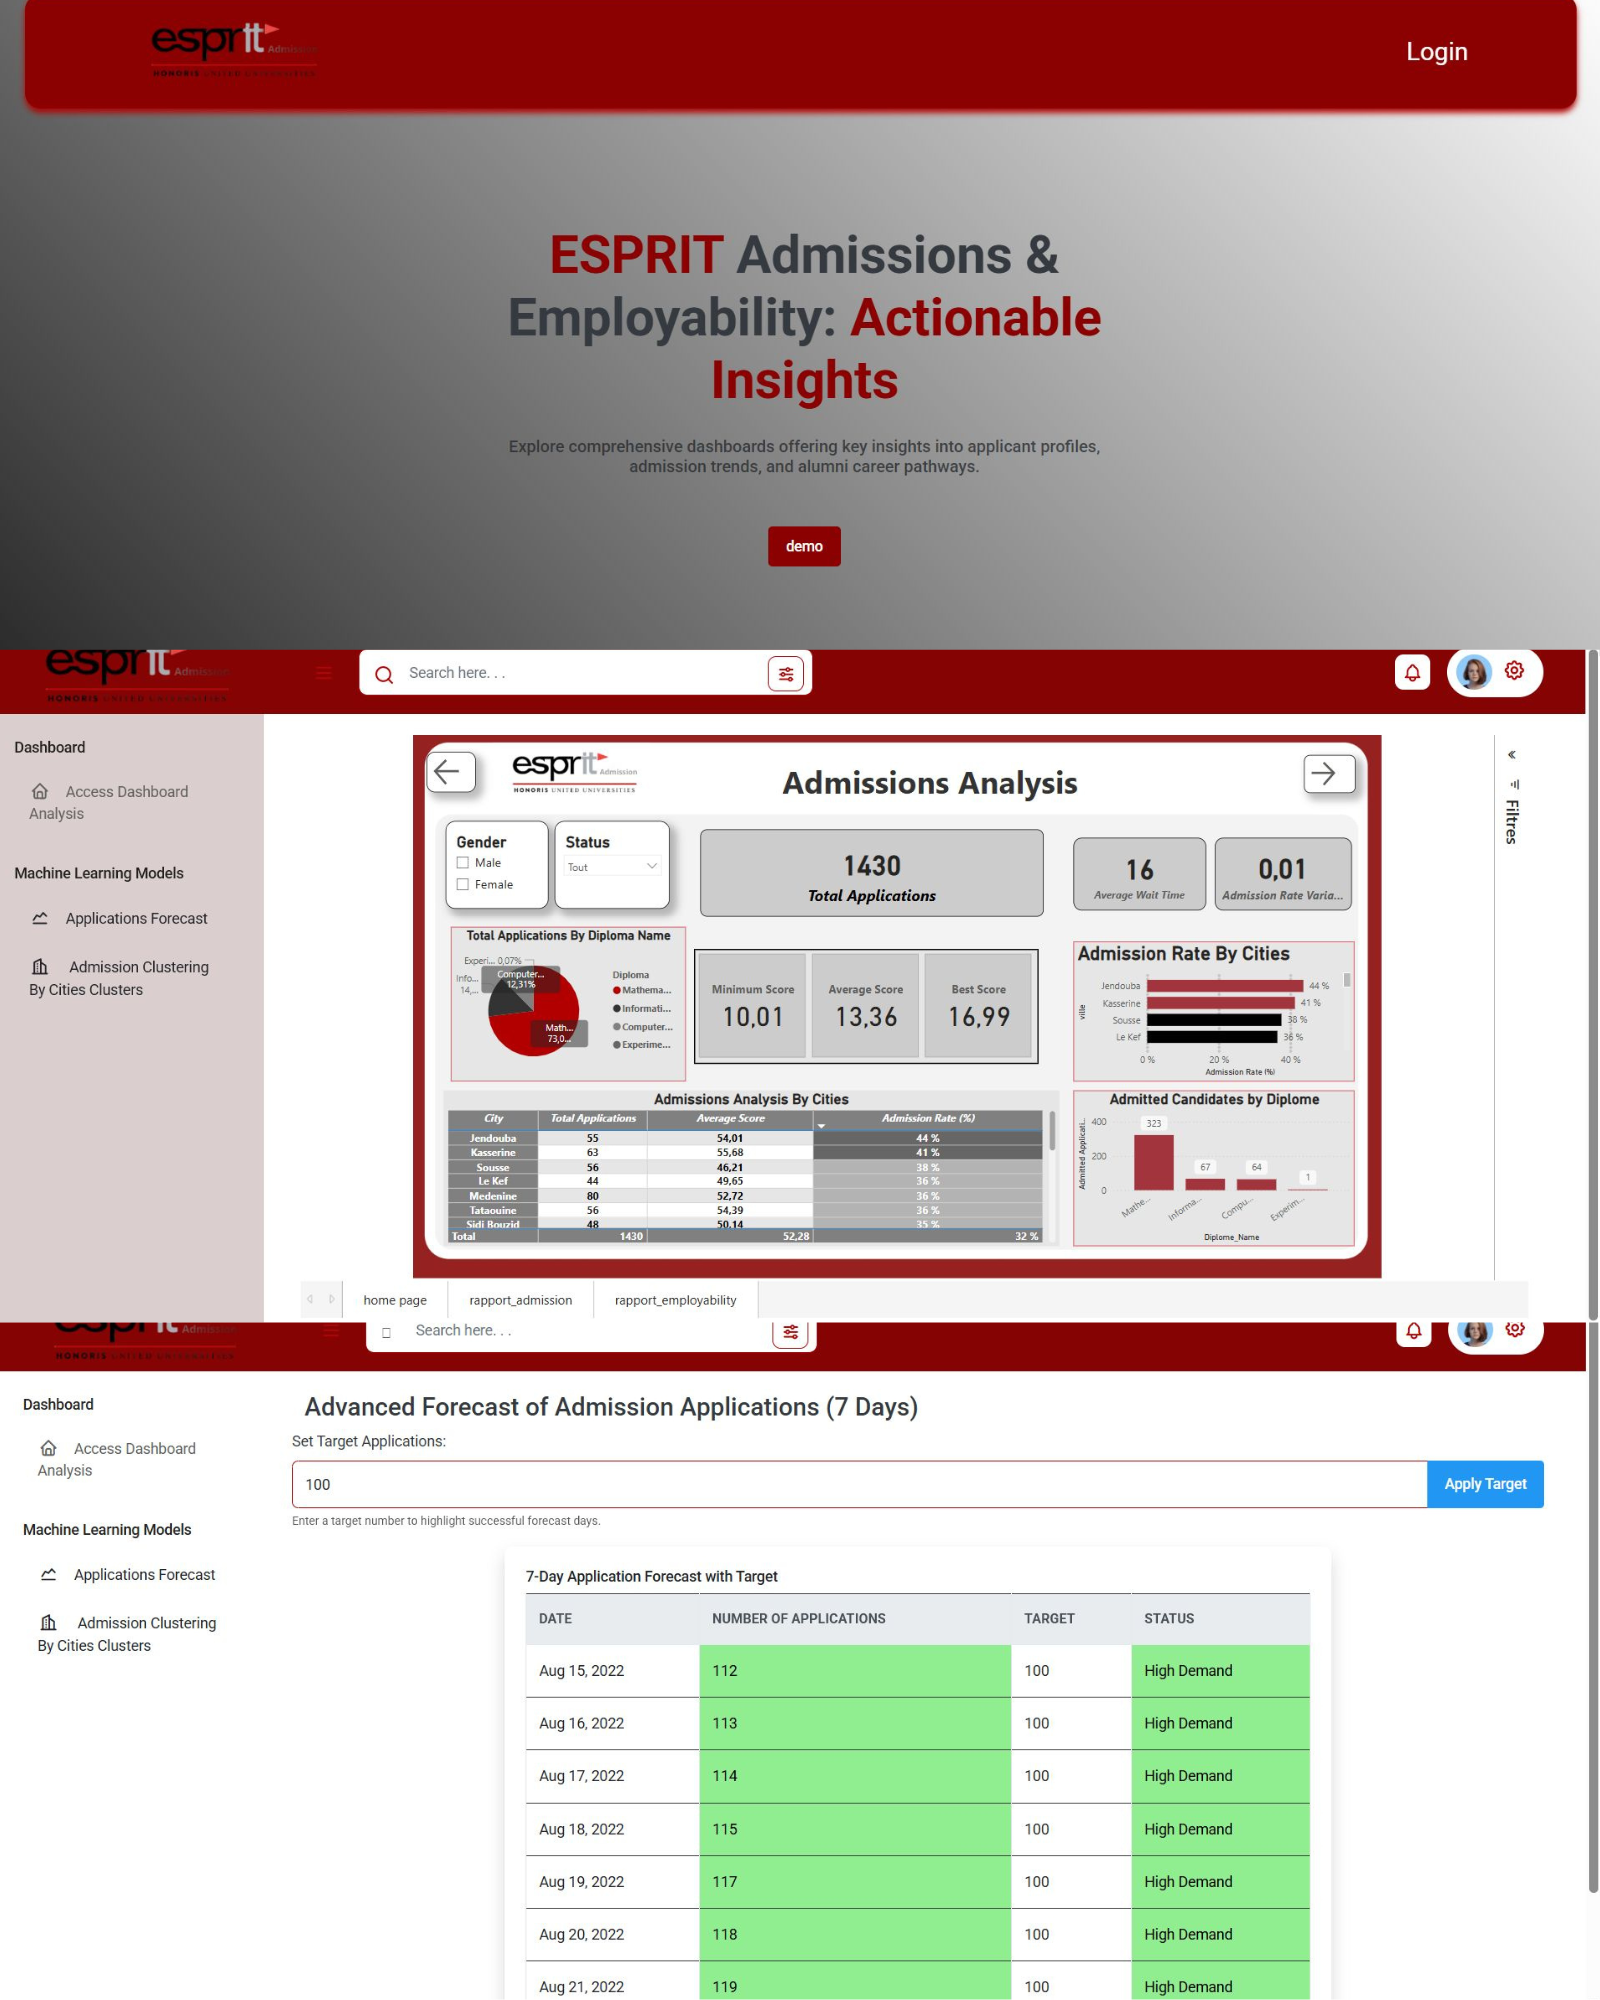 esprit Admission
HONORIS UNITED UNIVERSITIES
Login
ESPRIT Admissions &
Employability: Actionable
Insights
Explore comprehensive dashboards offering key insights into applicant profiles,
admission trends, and alumni career pathways.
demo
esprit Admission
HONORIS UNITED UNIVERSITIES
Search here. . .
Dashboard
Access Dashboard
Analysis
Machine Learning Models
Applications Forecast
Admission Clustering
By Cities Clusters
esprit Admission
HONORIS UNITED UNIVERSITIES
Admissions Analysis
Filtres
Gender
Male
Female
Status
Tout
1430
Total Applications
16
Average Wait Time
0,01
Admission Rate Varia...
Total Applications By Diploma Name
Experi... 0,07%
Info...
14,...
Computer...
12,31%
Math...
73,0...
Diploma
Mathema...
Informati...
Computer...
Experime...
Minimum Score
10,01
Average Score
13,36
Best Score
16,99
Admission Rate By Cities
ville
Jendouba 44 %
Kasserine 41 %
Sousse 38 %
Le Kef 36 %
0 % 20 % 40 %
Admission Rate (%)
Admissions Analysis By Cities
City Total Applications Average Score Admission Rate (%)
Jendouba 55 54,01 44 %
Kasserine 63 55,68 41 %
Sousse 56 46,21 38 %
Le Kef 44 49,65 36 %
Medenine 80 52,72 36 %
Tataouine 56 54,39 36 %
Sidi Bouzid 48 50,14 35 %
Total 1430 52,28 32 %
Admitted Candidates by Diplome
Admitted Applicati...
400
200
0
323
67
64
1
Mathe...
Informa...
Compu...
Experim...
Diplome_Name
home page
rapport_admission
rapport_employability
esprit Admission
HONORIS UNITED UNIVERSITIES
Search here. . .
Dashboard
Access Dashboard
Analysis
Machine Learning Models
Applications Forecast
Admission Clustering
By Cities Clusters
Advanced Forecast of Admission Applications (7 Days)
Set Target Applications:
100
Apply Target
Enter a target number to highlight successful forecast days.
7-Day Application Forecast with Target
DATE NUMBER OF APPLICATIONS TARGET STATUS
Aug 15, 2022 112 100 High Demand
Aug 16, 2022 113 100 High Demand
Aug 17, 2022 114 100 High Demand
Aug 18, 2022 115 100 High Demand
Aug 19, 2022 117 100 High Demand
Aug 20, 2022 118 100 High Demand
Aug 21, 2022 119 100 High Demand